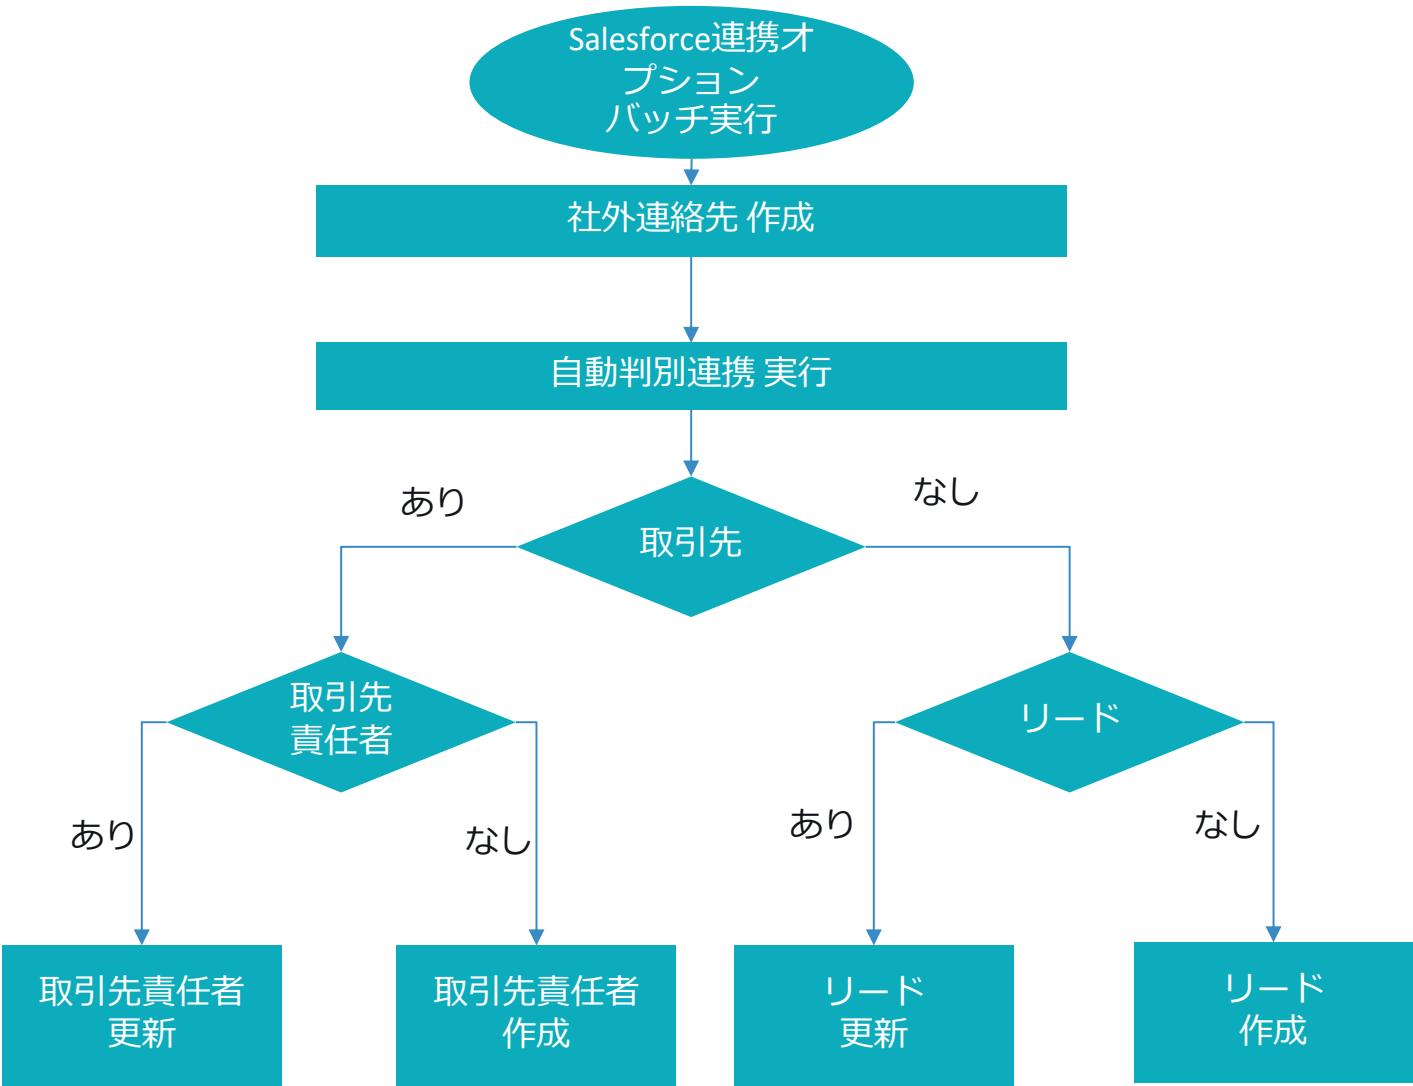 Salesforce連携オ
プション
バッチ実行
社外連絡先 作成
自動判別連携 実行
あり
なし
取引先
取引先
責任者
リード
あり
なし
あり
なし
取引先責任者
更新
取引先責任者
作成
リード
更新
リード
作成